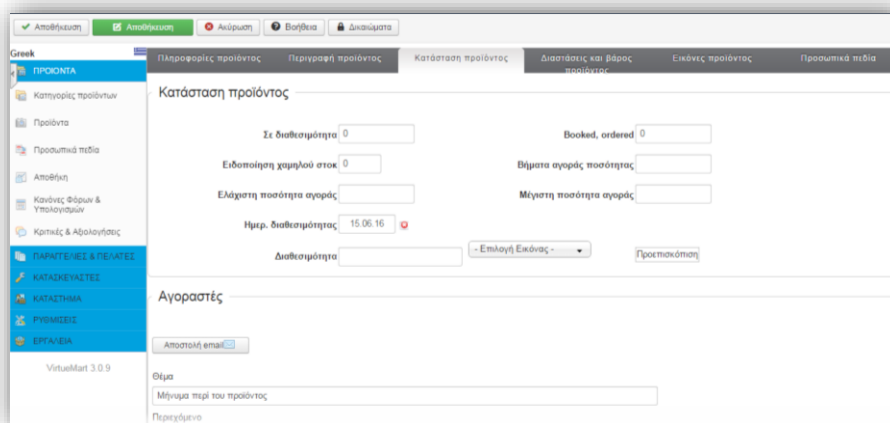 Αποθήκευση Αποθήκευση Ακύρωση Βοήθεια Δικαιώματα
Greek
ΠΡΟΙΟΝΤΑ
Κατηγορίες προϊόντων
Προϊόντα
Προσωπικά πεδία
Αποθήκη
Κανόνες Φόρων &
Υπολογισμών
Κριτικές & Αξιολογήσεις
ΠΑΡΑΓΓΕΛΙΕΣ & ΠΕΛΑΤΕΣ
ΚΑΤΑΣΚΕΥΑΣΤΕΣ
ΚΑΤΑΣΤΗΜΑ
ΡΥΘΜΙΣΕΙΣ
ΕΡΓΑΛΕΙΑ
VirtueMart 3.0.9
Πληροφορίες προϊόντος Περιγραφή προϊόντος Κατάσταση προϊόντος Διαστάσεις και βάρος Εικόνες προϊόντος Προσωπικά πεδία
προϊόντος
Κατάσταση προϊόντος
Σε διαθεσιμότητα 0 Booked, ordered 0
Ειδοποίηση χαμηλού στοκ 0 Βήματα αγοράς ποσότητας
Ελάχιστη ποσότητα αγοράς Μέγιστη ποσότητα αγοράς
Ημερ. διαθεσιμότητας 15.06.16
Διαθεσιμότητα - Επιλογή Εικόνας - Προεπισκόπιση
Αγοραστές
Αποστολή email
Θέμα
Μήνυμα περί του προϊόντος
Περιεχόμενο